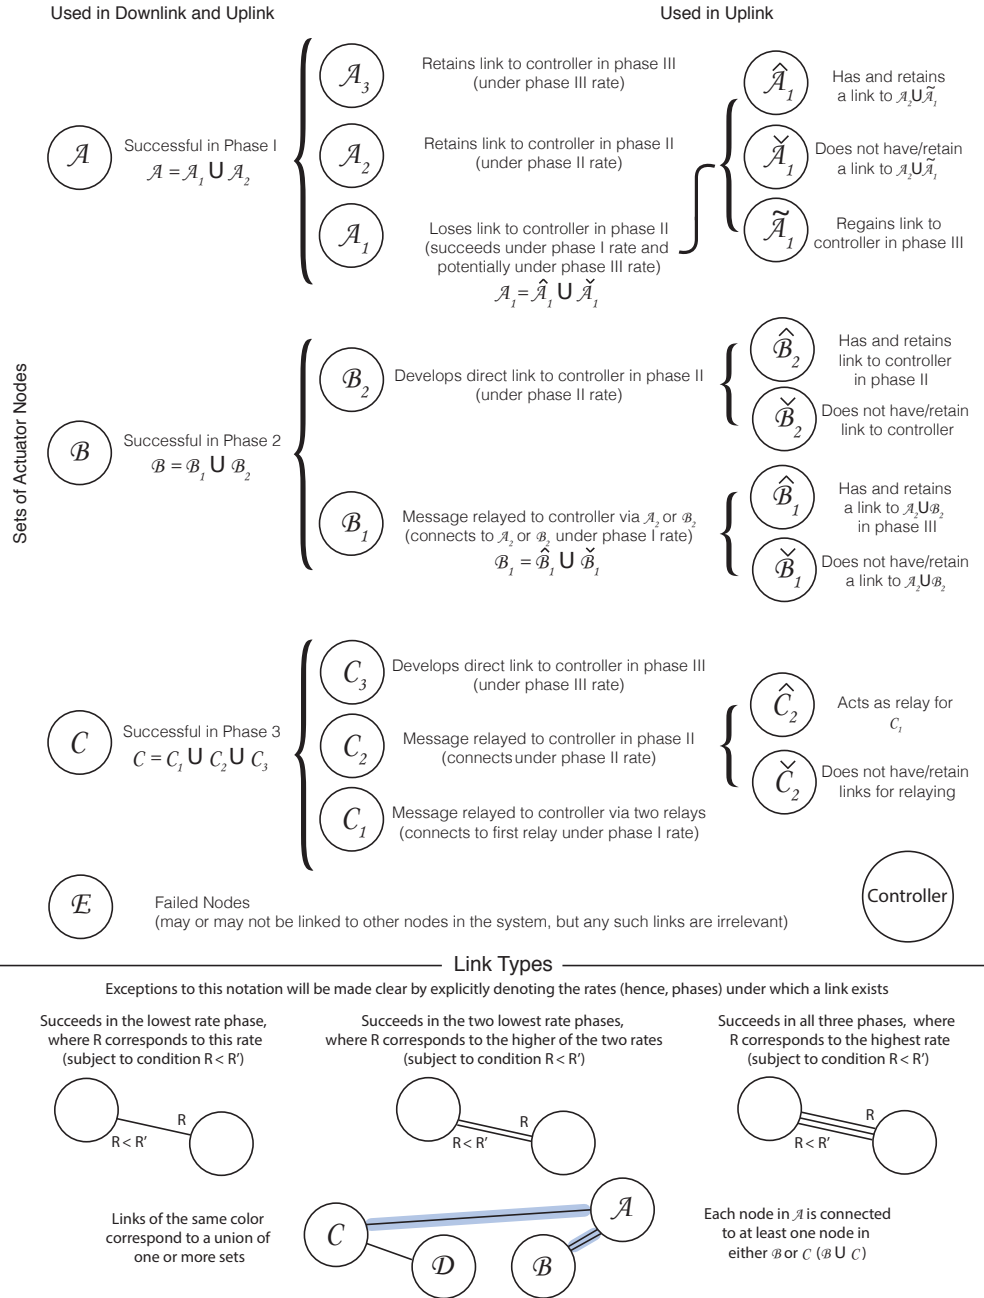 Used in Downlink and Uplink
Used in Uplink
Sets of Actuator Nodes
𝒜
Successful in Phase I
𝒜 = 𝒜₁ ∪ 𝒜₂
𝒜₃
Retains link to controller in phase III
(under phase III rate)
𝒜₂
Retains link to controller in phase II
(under phase II rate)
𝒜₁
Loses link to controller in phase II
(succeeds under phase I rate and
potentially under phase III rate)
𝒜₁ = 𝒜̂₁ ∪ 𝒜̌₁
𝒜̂₁
Has and retains
a link to 𝒜₂∪𝒜̃₁
𝒜̌₁
Does not have/retain
a link to 𝒜₂∪𝒜̃₁
𝒜̃₁
Regains link to
controller in phase III
ℬ
Successful in Phase 2
ℬ = ℬ₁ ∪ ℬ₂
ℬ₂
Develops direct link to controller in phase II
(under phase II rate)
ℬ̂₂
Has and retains
link to controller
in phase II
ℬ̌₂
Does not have/retain
link to controller
ℬ₁
Message relayed to controller via 𝒜₂ or ℬ₂
(connects to 𝒜₂ or ℬ₂ under phase I rate)
ℬ₁ = ℬ̂₁ ∪ ℬ̌₁
ℬ̂₁
Has and retains
a link to 𝒜₂∪ℬ₂
in phase III
ℬ̌₁
Does not have/retain
a link to 𝒜₂∪ℬ₂
𝒞
Successful in Phase 3
𝒞 = 𝒞₁ ∪ 𝒞₂ ∪ 𝒞₃
𝒞₃
Develops direct link to controller in phase III
(under phase III rate)
𝒞₂
Message relayed to controller in phase II
(connects under phase II rate)
𝒞₁
Message relayed to controller via two relays
(connects to first relay under phase I rate)
𝒞̂₂
Acts as relay for
𝒞₁
𝒞̌₂
Does not have/retain
links for relaying
ℰ
Failed Nodes
(may or may not be linked to other nodes in the system, but any such links are irrelevant)
Controller
Link Types
Exceptions to this notation will be made clear by explicitly denoting the rates (hence, phases) under which a link exists
Succeeds in the lowest rate phase,
where R corresponds to this rate
(subject to condition R < R')
R
R < R'
Succeeds in the two lowest rate phases,
where R corresponds to the higher of the two rates
(subject to condition R < R')
R
R < R'
Succeeds in all three phases, where
R corresponds to the highest rate
(subject to condition R < R')
R
R < R'
Links of the same color
correspond to a union of
one or more sets
𝒞
𝒟
ℬ
𝒜
Each node in 𝒜 is connected
to at least one node in
either ℬ or 𝒞 (ℬ ∪ 𝒞)